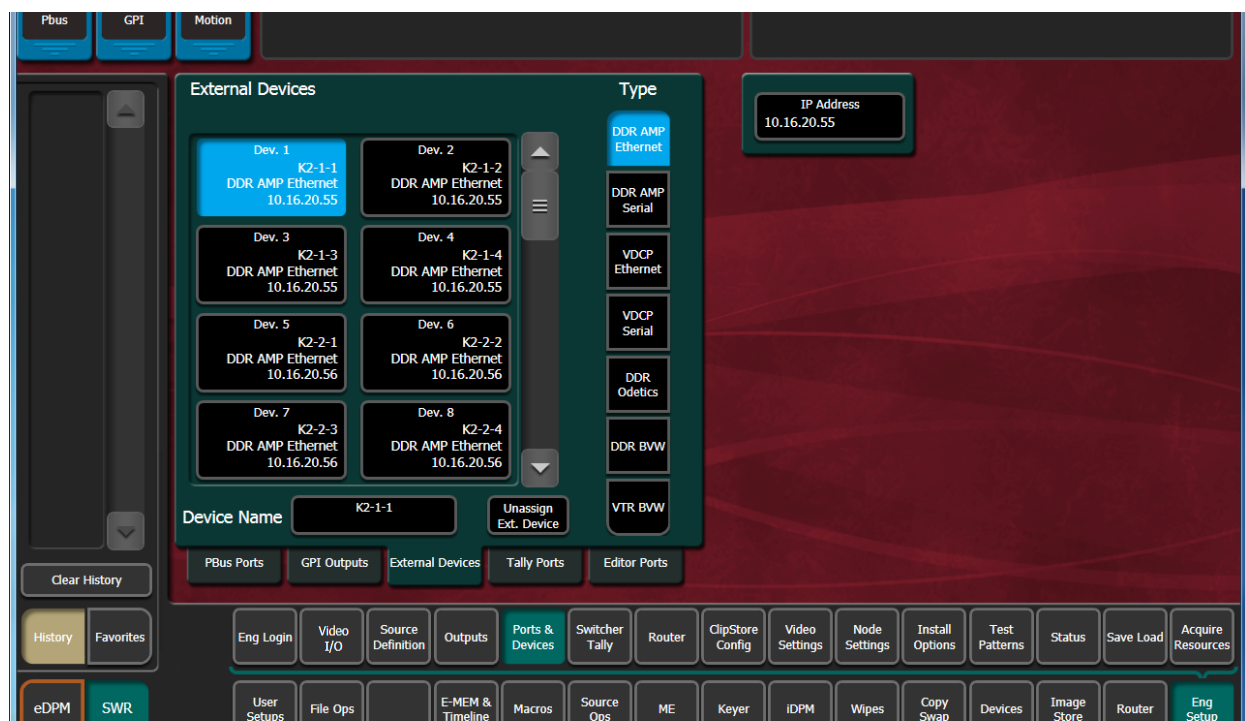 Pbus
GPI
Motion
External Devices
Type
IP Address
10.16.20.55
Dev. 1
K2-1-1
DDR AMP Ethernet
10.16.20.55
Dev. 2
K2-1-2
DDR AMP Ethernet
10.16.20.55
Dev. 3
K2-1-3
DDR AMP Ethernet
10.16.20.55
Dev. 4
K2-1-4
DDR AMP Ethernet
10.16.20.55
Dev. 5
K2-2-1
DDR AMP Ethernet
10.16.20.56
Dev. 6
K2-2-2
DDR AMP Ethernet
10.16.20.56
Dev. 7
K2-2-3
DDR AMP Ethernet
10.16.20.56
Dev. 8
K2-2-4
DDR AMP Ethernet
10.16.20.56
DDR AMP
Ethernet
DDR AMP
Serial
VDCP
Ethernet
VDCP
Serial
DDR
Odetics
DDR BVW
VTR BVW
Device Name
K2-1-1
Unassign
Ext. Device
PBus Ports
GPI Outputs
External Devices
Tally Ports
Editor Ports
Clear History
History
Favorites
Eng Login
Video
I/O
Source
Definition
Outputs
Ports &
Devices
Switcher
Tally
Router
ClipStore
Config
Video
Settings
Node
Settings
Install
Options
Test
Patterns
Status
Save Load
Acquire
Resources
eDPM
SWR
User
Setups
File Ops
E-MEM &
Timeline
Macros
Source
Ops
ME
Keyer
iDPM
Wipes
Copy
Swap
Devices
Image
Store
Router
Eng
Setup